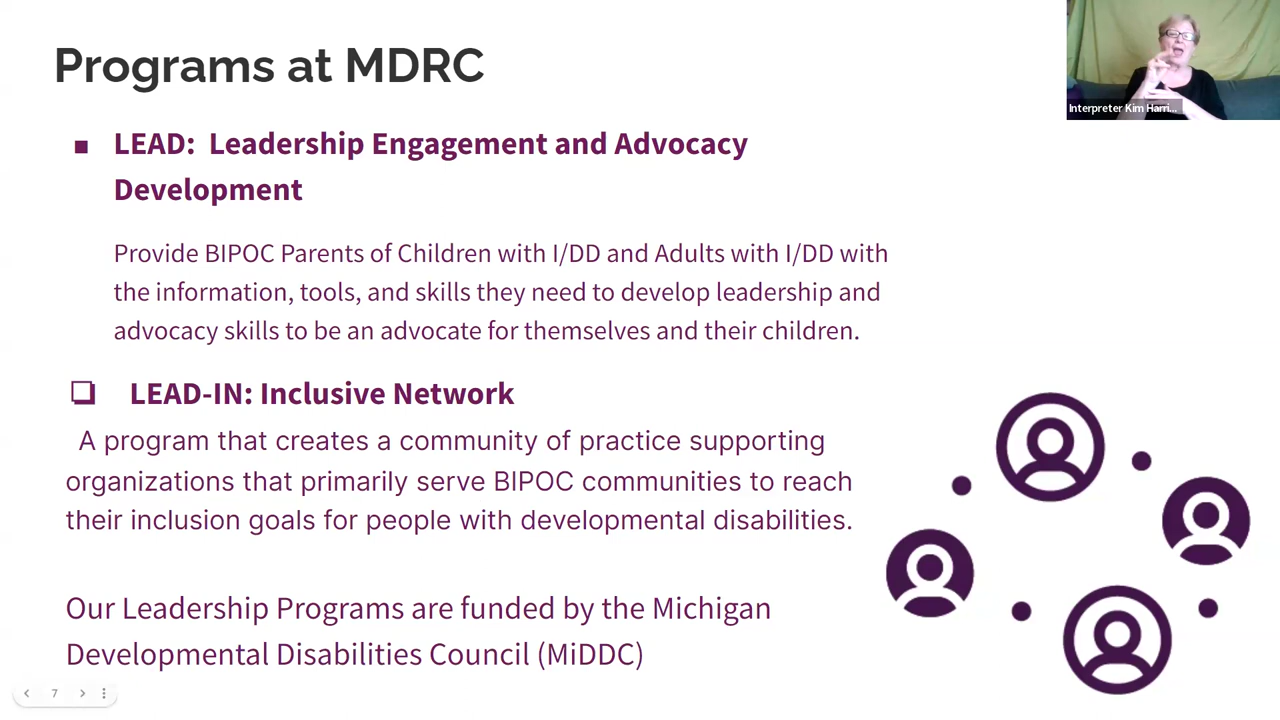 Programs at MDRC
Interpreter Kim Harri...
▪ LEAD: Leadership Engagement and Advocacy
Development
Provide BIPOC Parents of Children with I/DD and Adults with I/DD with
the information, tools, and skills they need to develop leadership and
advocacy skills to be an advocate for themselves and their children.
❏ LEAD-IN: Inclusive Network
A program that creates a community of practice supporting
organizations that primarily serve BIPOC communities to reach
their inclusion goals for people with developmental disabilities.
Our Leadership Programs are funded by the Michigan
Developmental Disabilities Council (MiDDC)
7